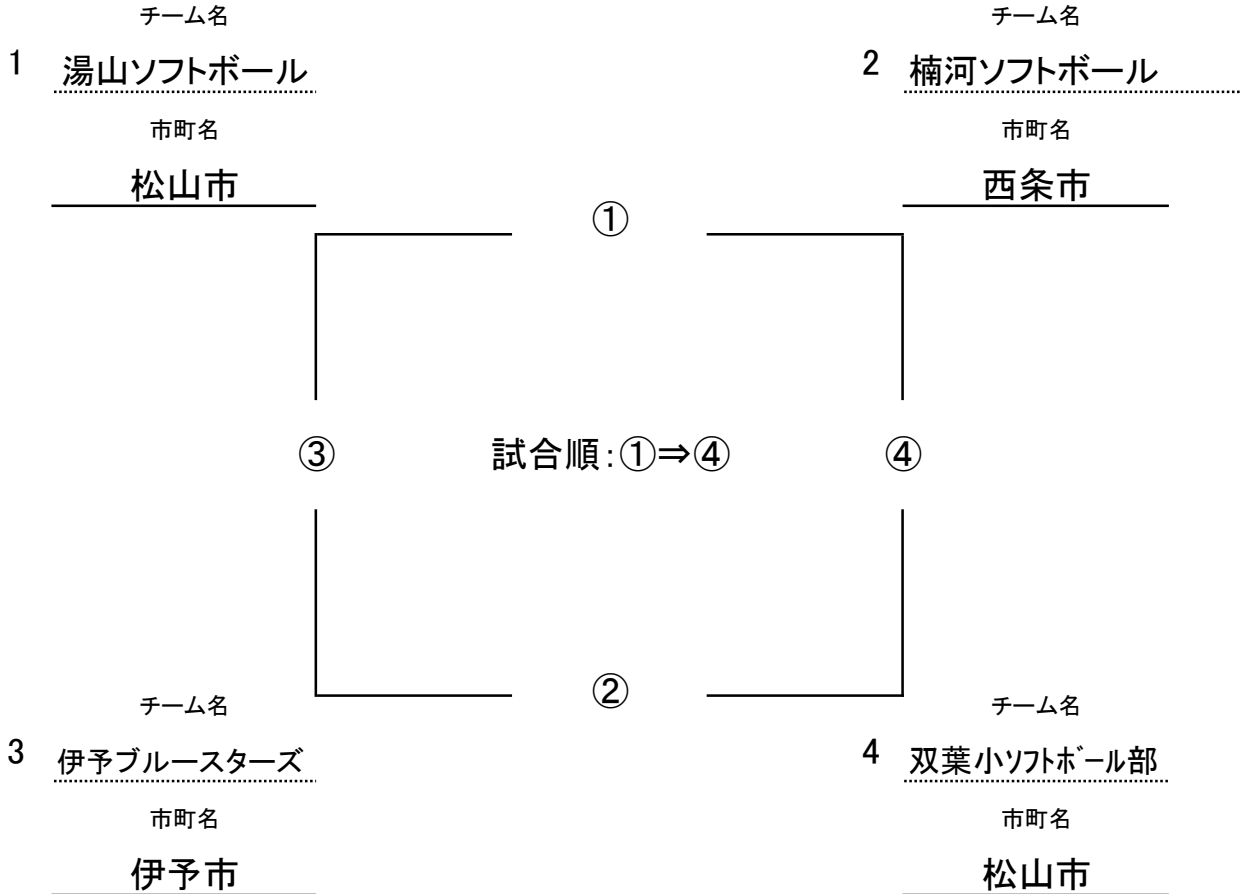 チーム名
チーム名
1 湯山ソフトボール
2 楠河ソフトボール
市町名
市町名
松山市
西条市
①
③
試合順:①⇒④
④
②
チーム名
チーム名
3 伊予ブルースターズ
4 双葉小ソフトボール部
市町名
市町名
伊予市
松山市